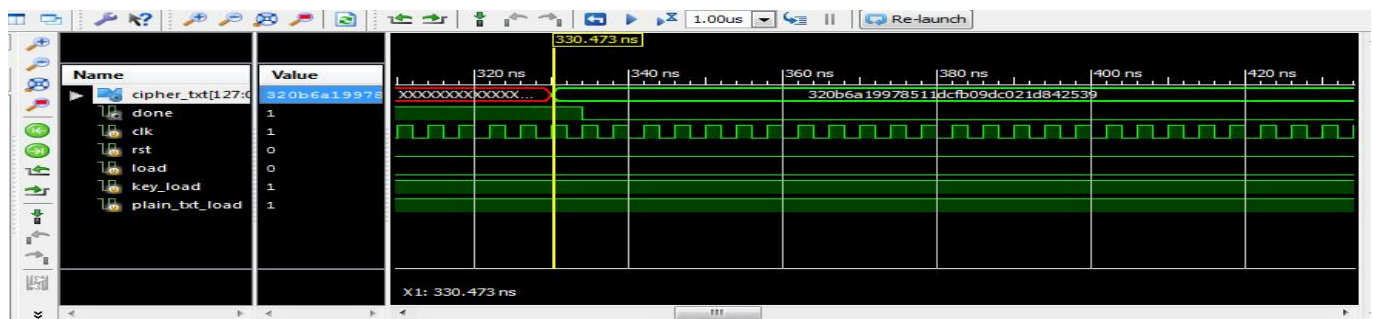 1.00us Re-launch
330.473 ns
Name Value
320 ns 340 ns 360 ns 380 ns 400 ns 420 ns
cipher_txt[127:0 320b6a19978 XXXXXXXXXXXXX... 320b6a19978511dcfb09dc021d842539
done 1
clk 1
rst 0
load 0
key_load 1
plain_txt_load 1
X1: 330.473 ns